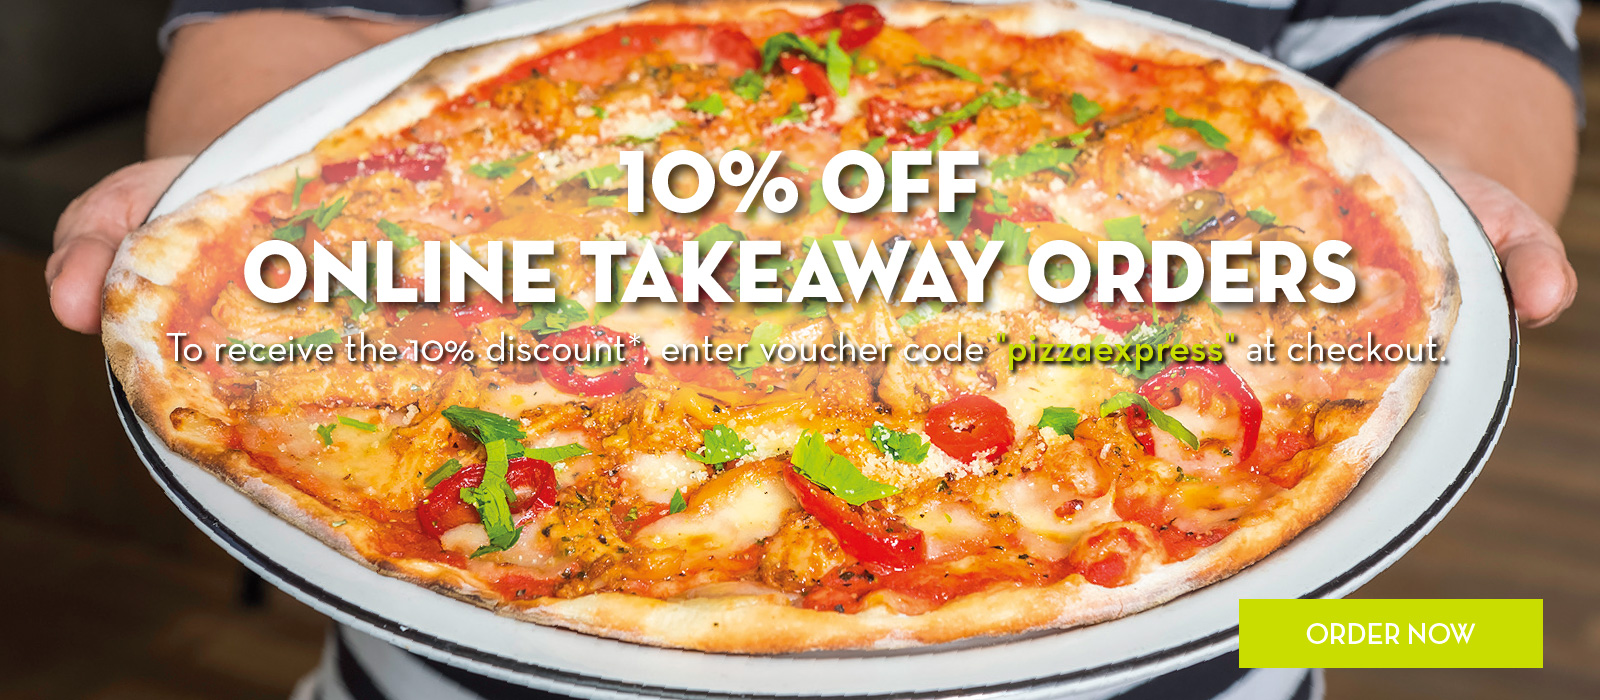 10% OFF
ONLINE TAKEAWAY ORDERS
To receive the 10% discount*, enter voucher code "pizzaexpress" at checkout.
ORDER NOW